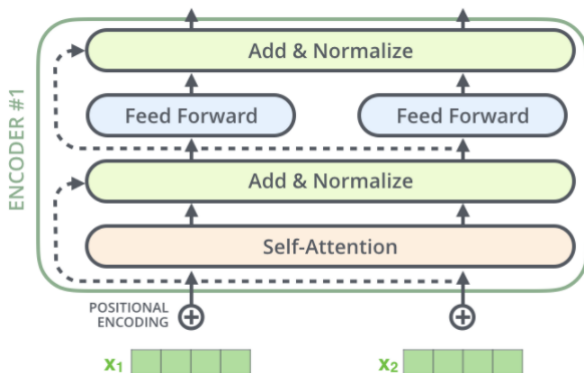 ENCODER #1
Add & Normalize
Feed Forward Feed Forward
Add & Normalize
Self-Attention
POSITIONAL
ENCODING
x₁ x₂